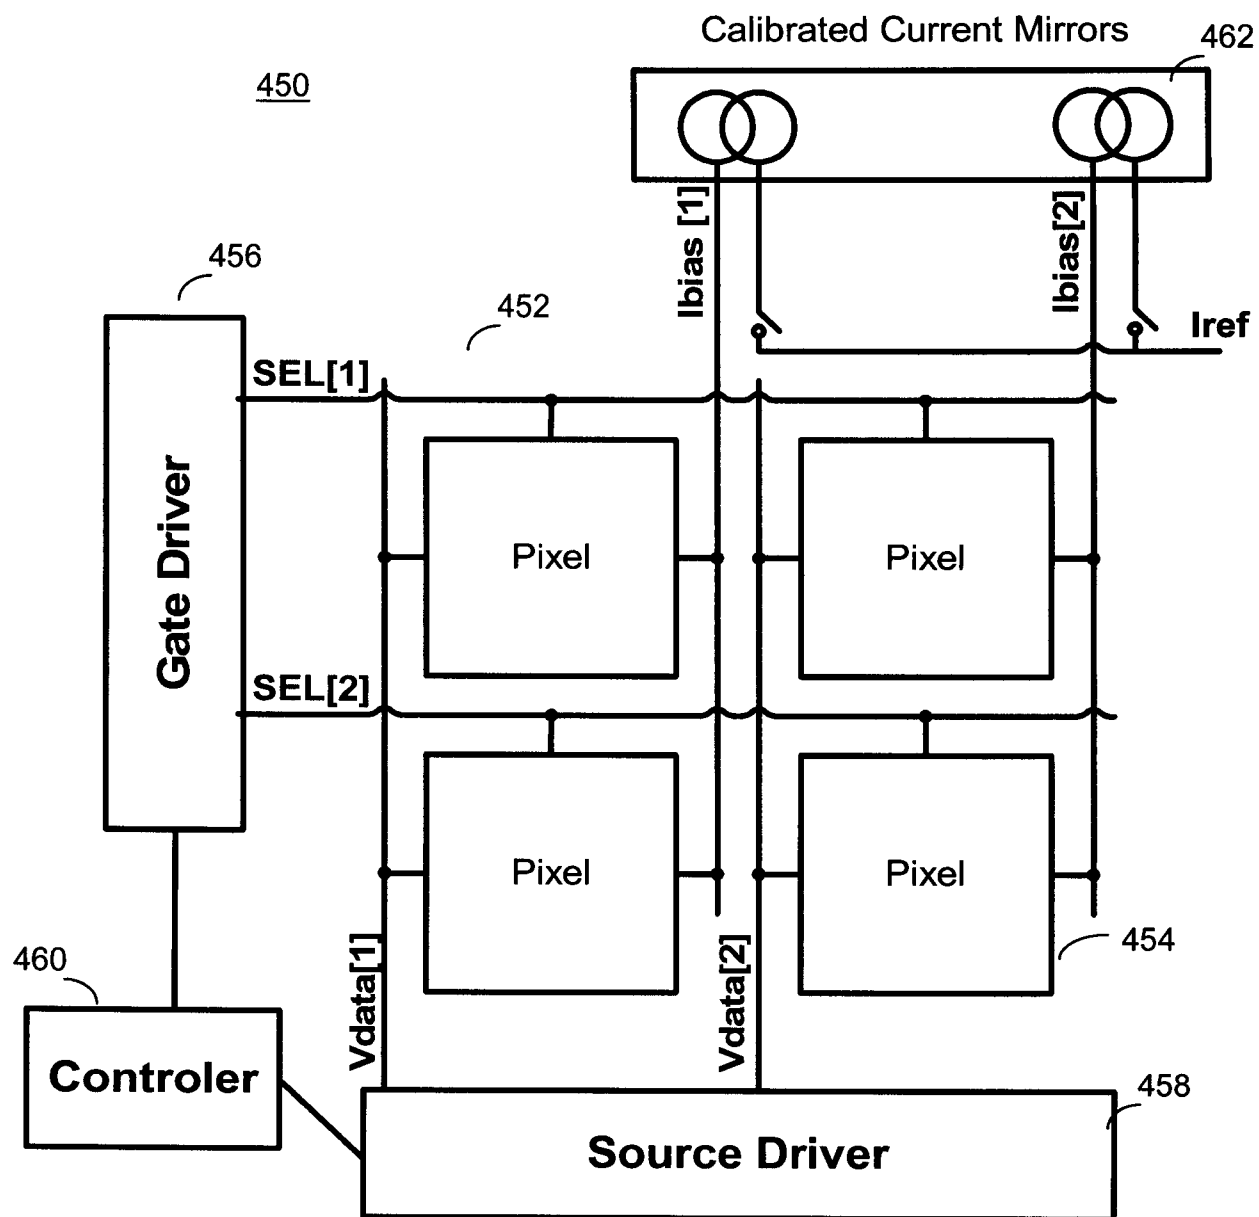 Calibrated Current Mirrors
462
450
Ibias [1]
Ibias[2]
456
452
Iref
SEL[1]
Gate Driver
Pixel
Pixel
SEL[2]
Pixel
Pixel
460
Vdata[1]
Vdata[2]
454
Controler
458
Source Driver